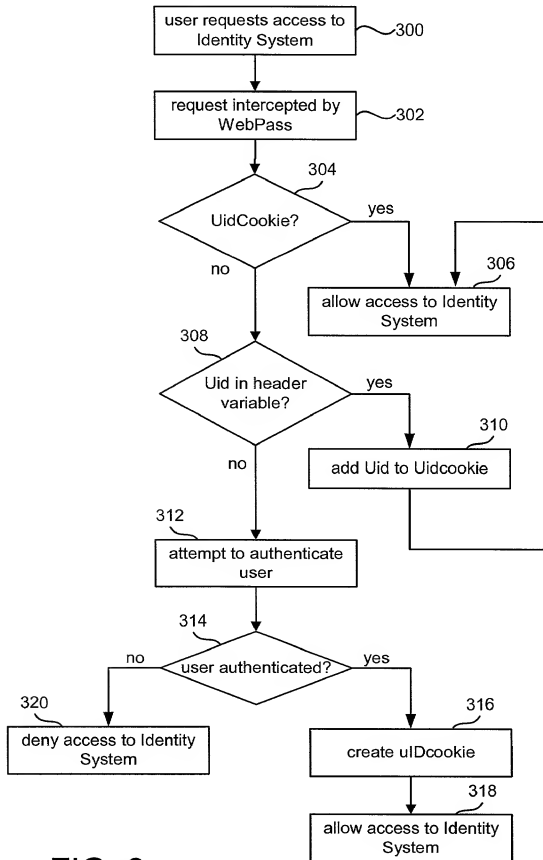 user requests access to
Identity System
300
request intercepted by
WebPass
302
304
UidCookie?
yes
no
306
allow access to Identity
System
308
Uid in header
variable?
yes
no
310
add Uid to Uidcookie
312
attempt to authenticate
user
314
user authenticated?
no
yes
320
deny access to Identity
System
316
create uIDcookie
318
allow access to Identity
System